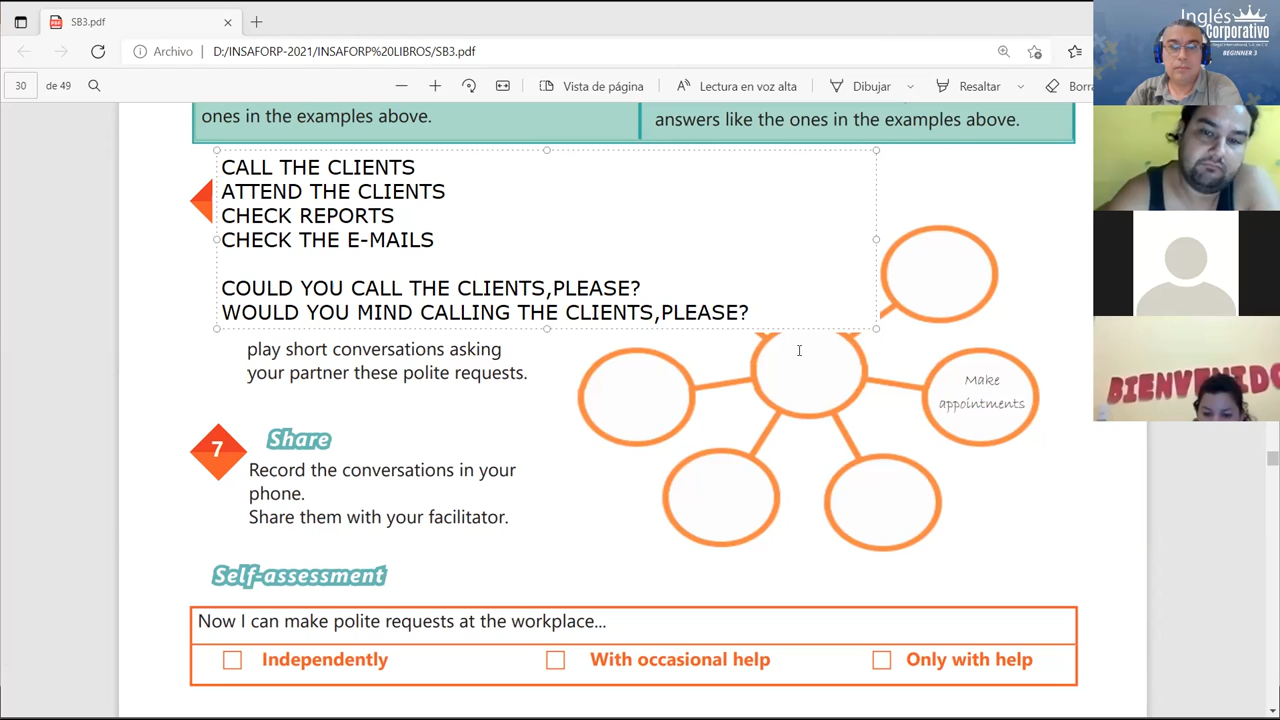 SB3.pdf
Archivo
D:/INSAFORP-2021/INSAFORP%20LIBROS/SB3.pdf
30
de 49
Vista de página
Lectura en voz alta
Dibujar
Resaltar
Borra
Inglés
Corporativo
BEGINNER 3
ones in the examples above.
answers like the ones in the examples above.
CALL THE CLIENTS
ATTEND THE CLIENTS
CHECK REPORTS
CHECK THE E-MAILS
COULD YOU CALL THE CLIENTS,PLEASE?
WOULD YOU MIND CALLING THE CLIENTS,PLEASE?
play short conversations asking
your partner these polite requests.
Make
appointments
BIENVENIDO
7
Share
Record the conversations in your
phone.
Share them with your facilitator.
Self-assessment
Now I can make polite requests at the workplace...
Independently
With occasional help
Only with help